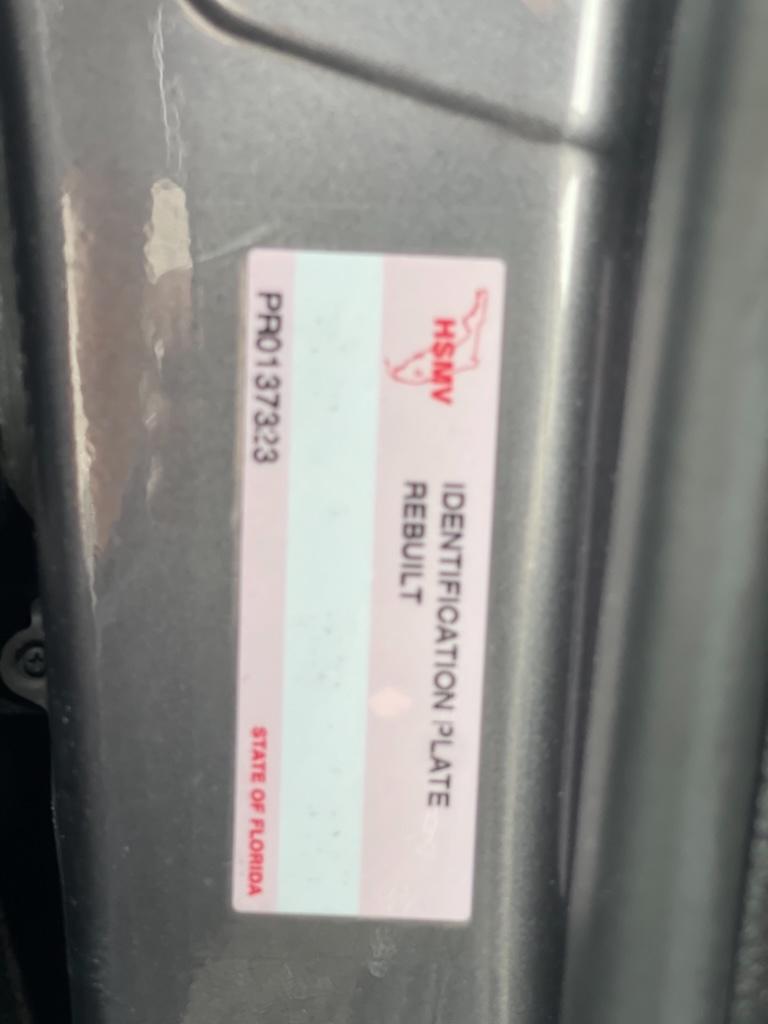 HSMV
IDENTIFICATION PLATE
REBUILT
PR0137323
STATE OF FLORIDA